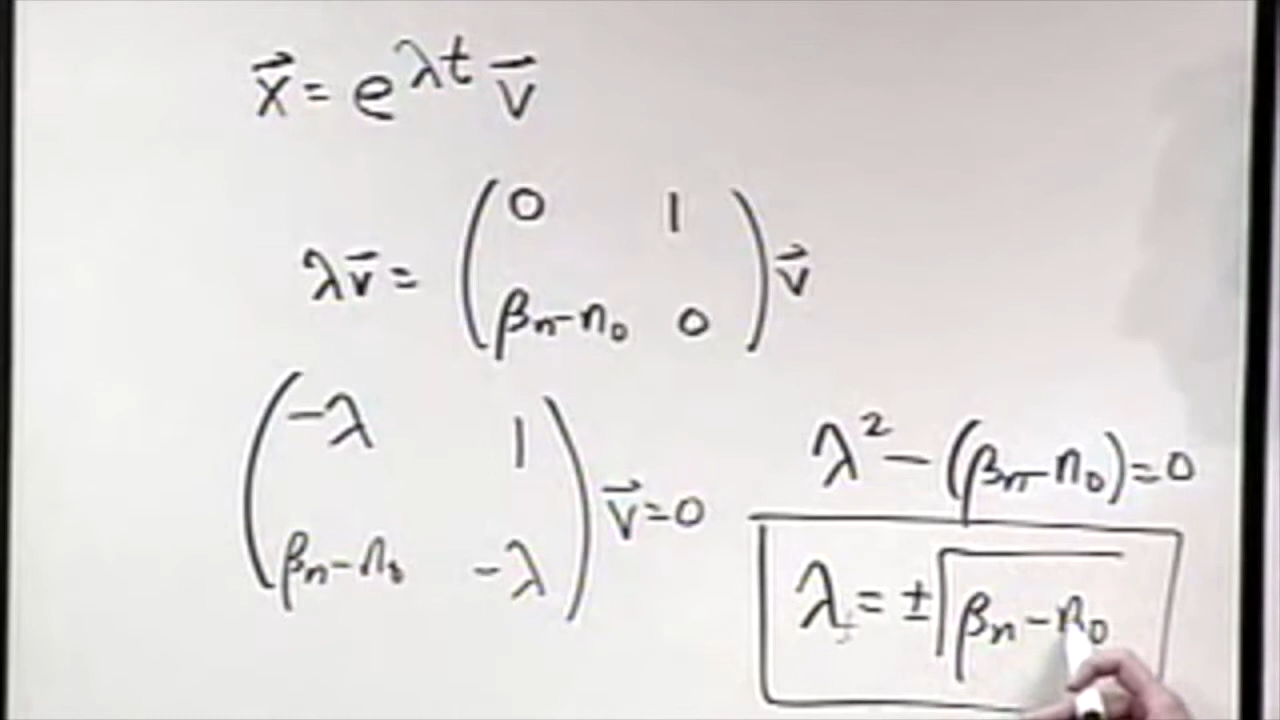 x⃗ = e^λt v⃗
λv⃗ = (0 1
βn-n₀ 0) v⃗
(-λ 1
βn-n₀ -λ) v⃗=0
λ² - (βn-n₀)=0
λ = ±√βn-n₀